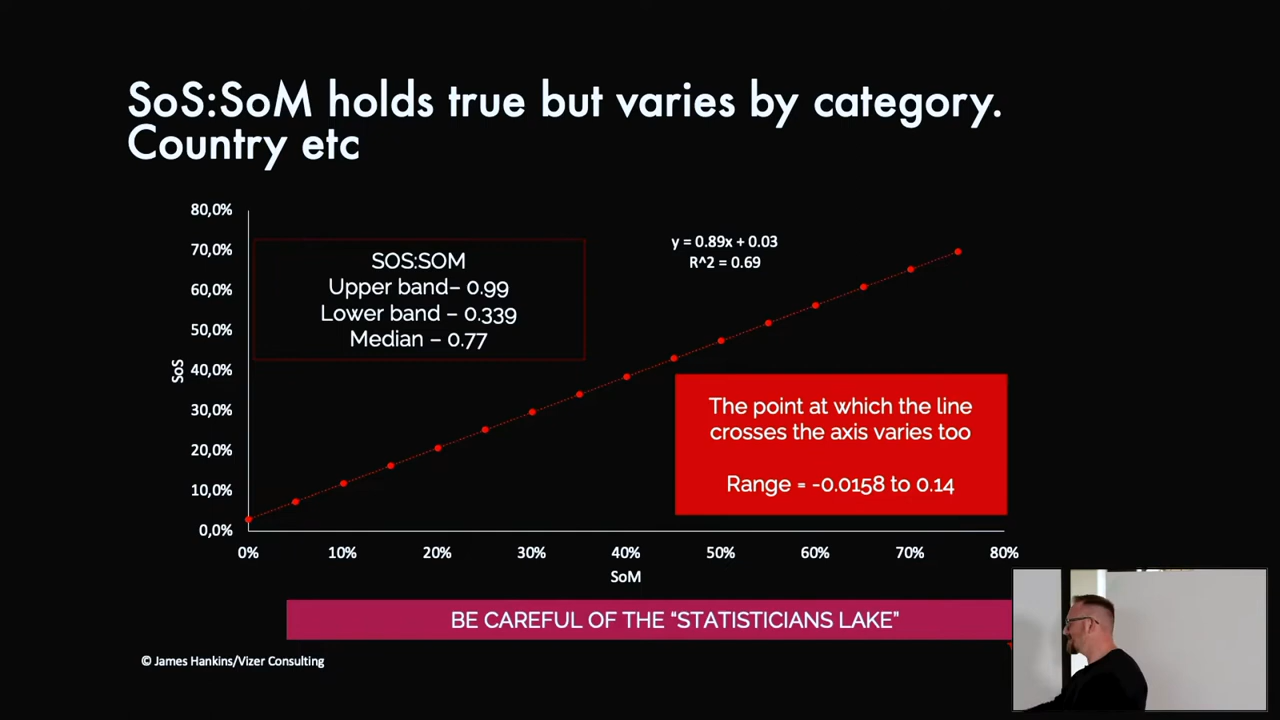 SoS:SoM holds true but varies by category.
Country etc
80,0%
70,0%
60,0%
50,0%
40,0%
30,0%
20,0%
10,0%
0,0%
SoS
SOS:SOM
Upper band– 0.99
Lower band – 0.339
Median – 0.77
y = 0.89x + 0.03
R^2 = 0.69
The point at which the line
crosses the axis varies too
Range = -0.0158 to 0.14
0%
10%
20%
30%
40%
50%
60%
70%
80%
SoM
BE CAREFUL OF THE “STATISTICIANS LAKE”
© James Hankins/Vizer Consulting